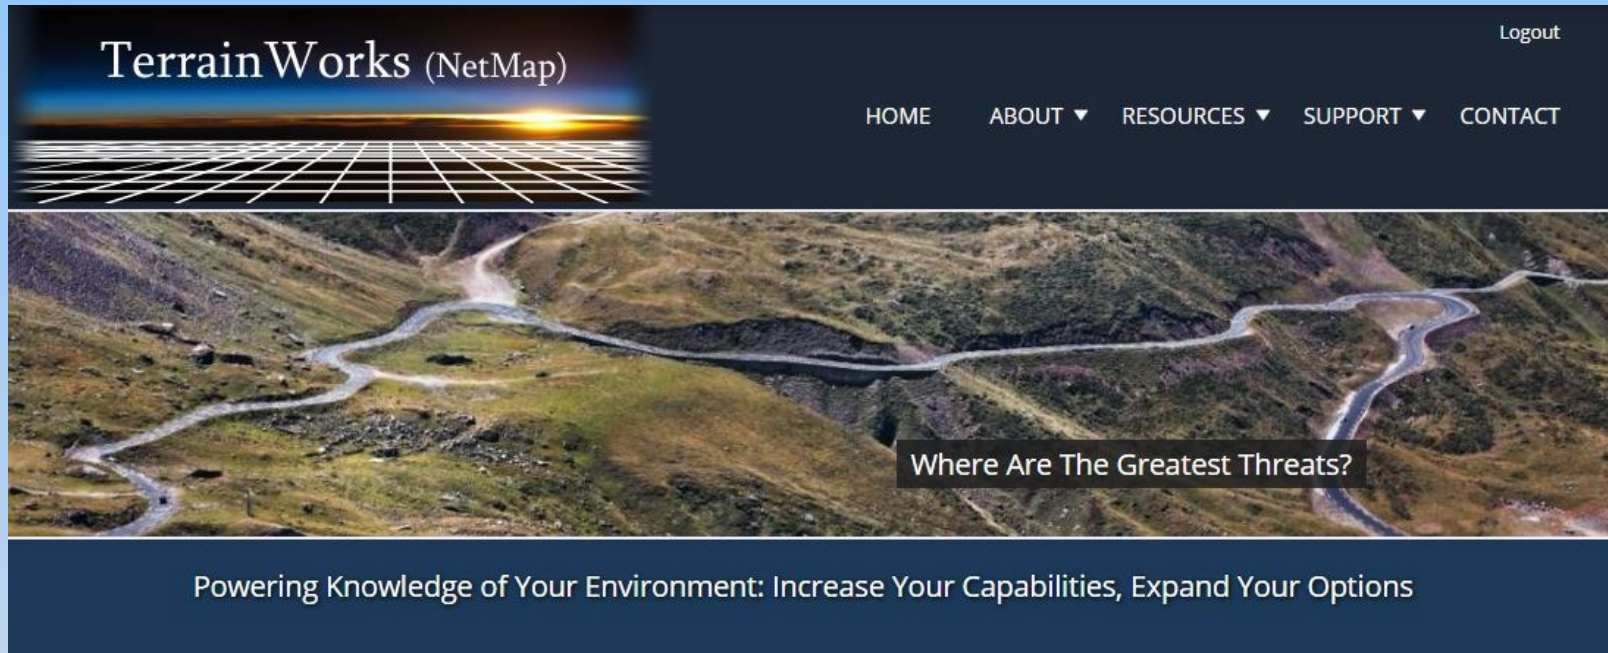 TerrainWorks (NetMap)
Logout
HOME ABOUT RESOURCES SUPPORT CONTACT
Where Are The Greatest Threats?
Powering Knowledge of Your Environment: Increase Your Capabilities, Expand Your Options